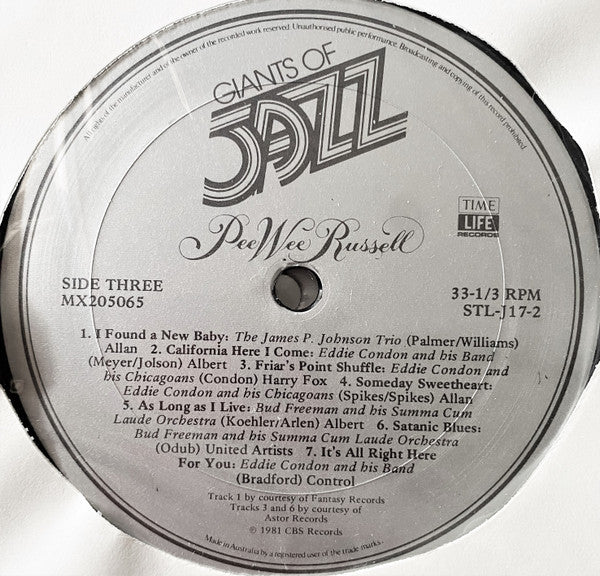 All rights of the manufacturer and of the owner of the recorded work reserved. Unauthorised public performance, Broadcasting and copying of this record prohibited.
GIANTS OF
JAZZ
TIME
LIFE
RECORDS
PeeWee Russell
SIDE THREE
MX205065
33-1/3 RPM
STL-J17-2
1. I Found a New Baby: The James P. Johnson Trio (Palmer/Williams)
Allan 2. California Here I Come: Eddie Condon and his Band
(Meyer/Jolson) Albert 3. Friar's Point Shuffle: Eddie Condon and
his Chicagoans (Condon) Harry Fox 4. Someday Sweetheart:
Eddie Condon and his Chicagoans (Spikes/Spikes) Allan
5. As Long as I Live: Bud Freeman and his Summa Cum
Laude Orchestra (Koehler/Arlen) Albert 6. Satanic Blues:
Bud Freeman and his Summa Cum Laude Orchestra
(Odub) United Artists 7. It's All Right Here
For You: Eddie Condon and his Band
(Bradford) Control
Track 1 by courtesy of Fantasy Records
Tracks 3 and 6 by courtesy of
Astor Records
℗ 1981 CBS Records
Made in Australia by a registered user of the trade marks.